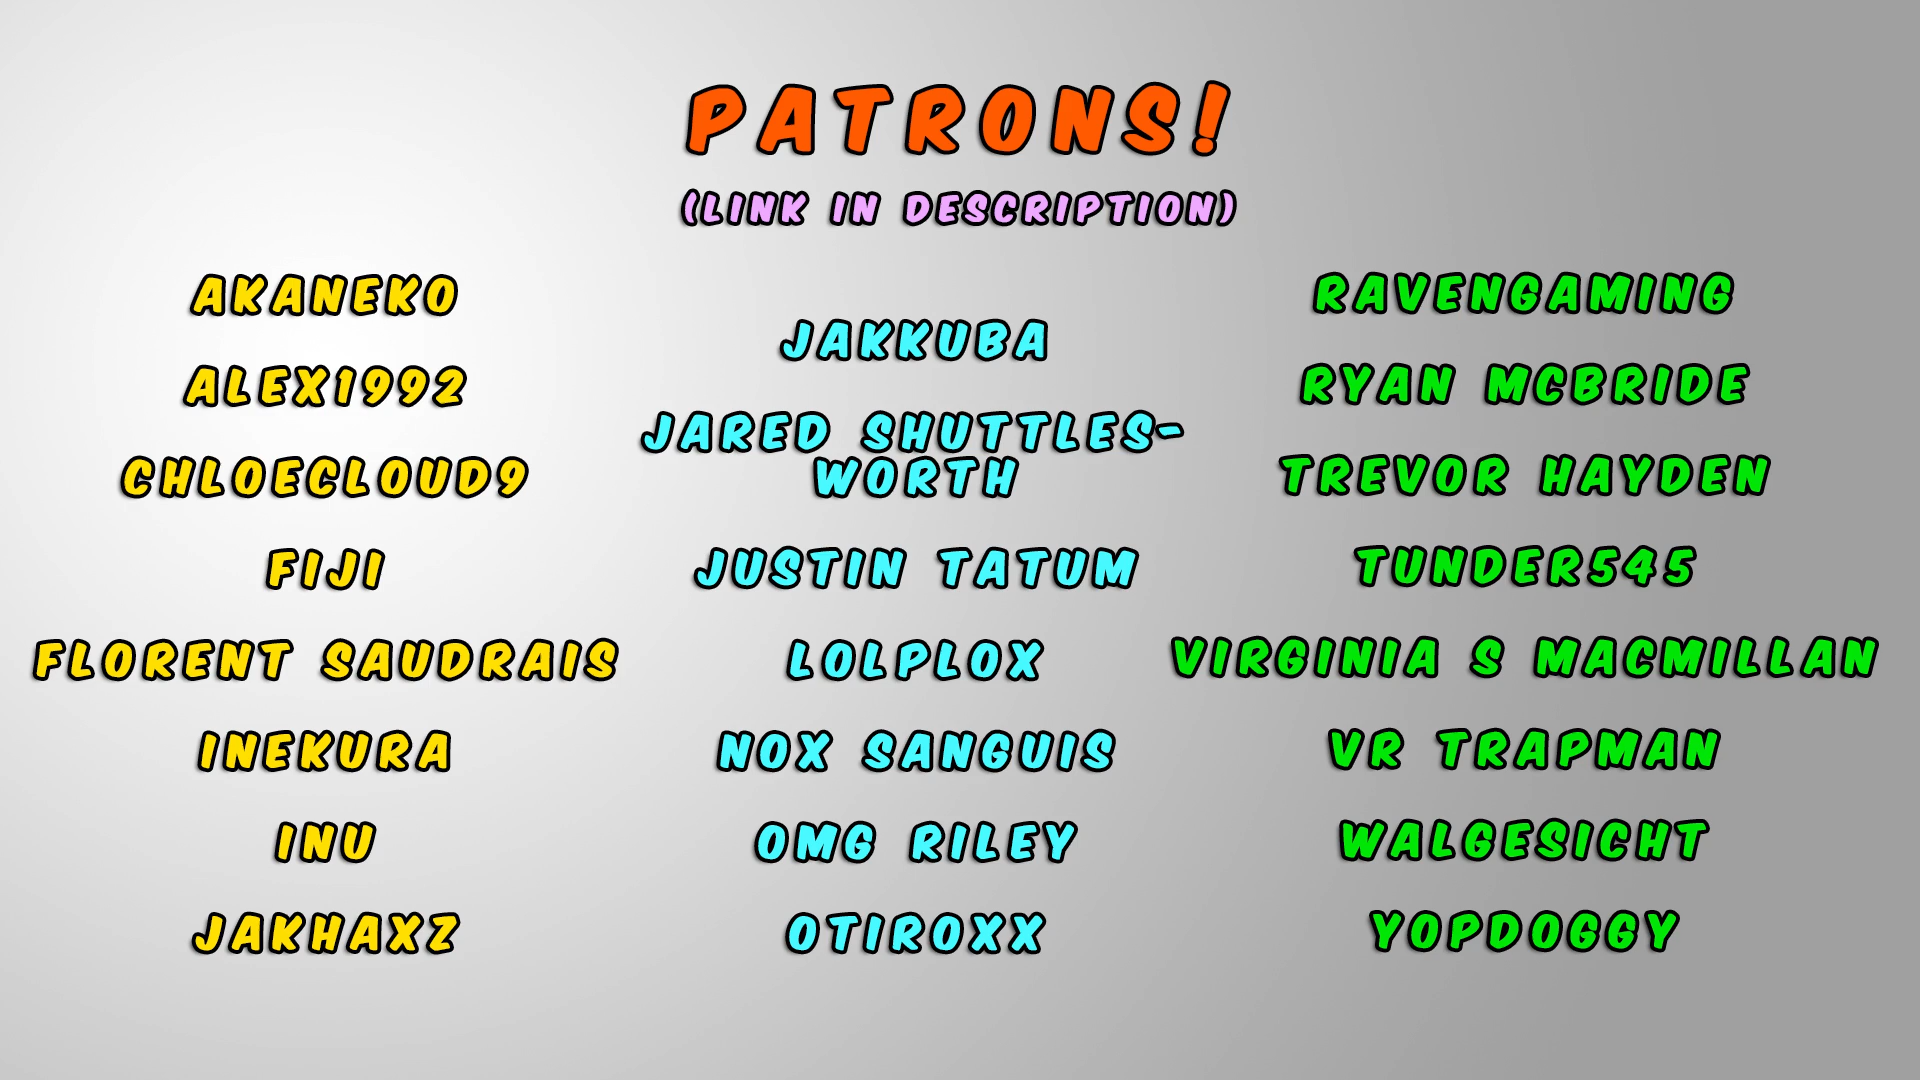 PATRONS!
(LINK IN DESCRIPTION)
AKANEKO
ALEX1992
CHLOECLOUD9
FIJI
FLORENT SAUDRAIS
INEKURA
INU
JAKHAXZ
JAKKUBA
JARED SHUTTLES-
WORTH
JUSTIN TATUM
LOLPLOX
NOX SANGUIS
OMG RILEY
OTIROXX
RAVENGAMING
RYAN MCBRIDE
TREVOR HAYDEN
TUNDER545
VIRGINIA S MACMILLAN
VR TRAPMAN
WALGESICHT
YOPDOGGY